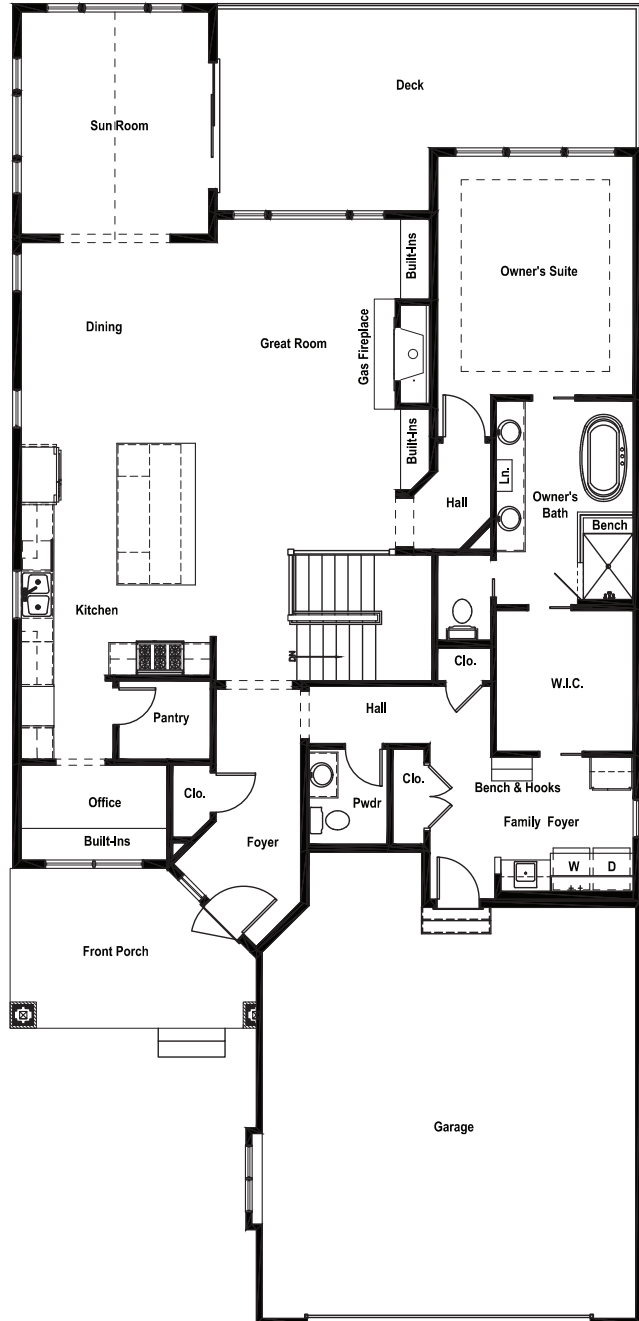 Deck
Sun Room
Built-Ins
Owner's Suite
Dining
Great Room
Gas Fireplace
Built-Ins
Ln.
Hall
Owner's
Bath
Bench
Kitchen
DN
Clo.
W.I.C.
Pantry
Hall
Clo.
Office
Clo.
Pwdr
Bench & Hooks
Family Foyer
Built-Ins
Foyer
W
D
Front Porch
Garage